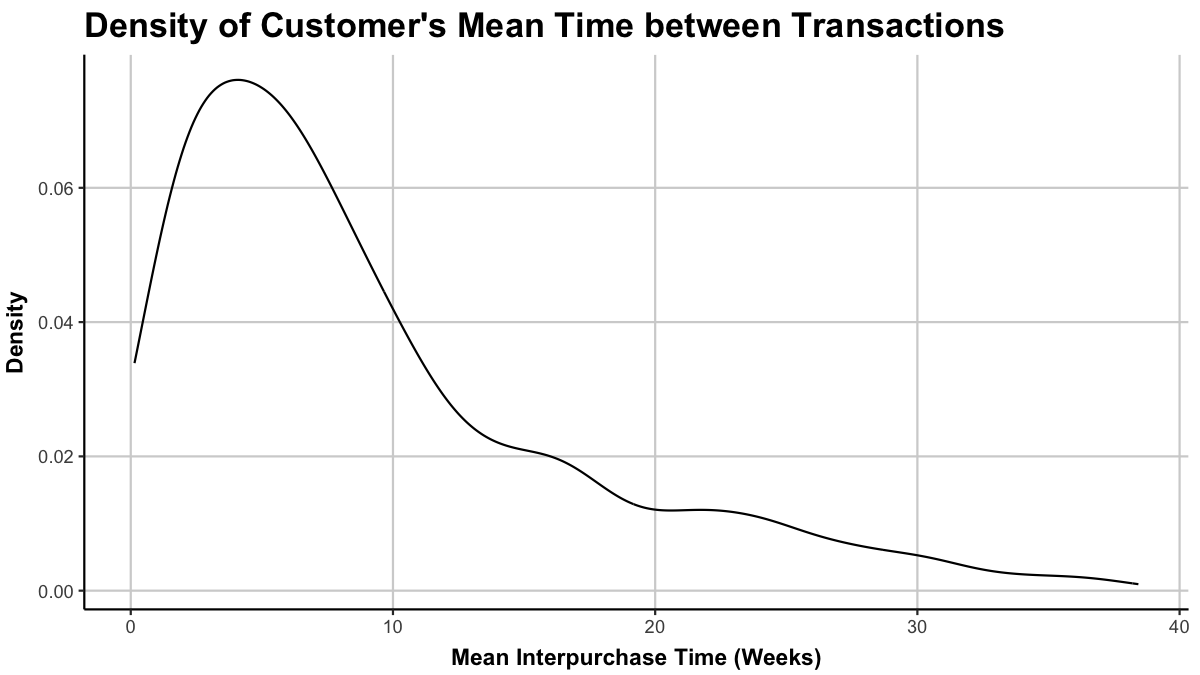 Density of Customer's Mean Time between Transactions
Density
0.06
0.04
0.02
0.00
0 10 20 30 40
Mean Interpurchase Time (Weeks)